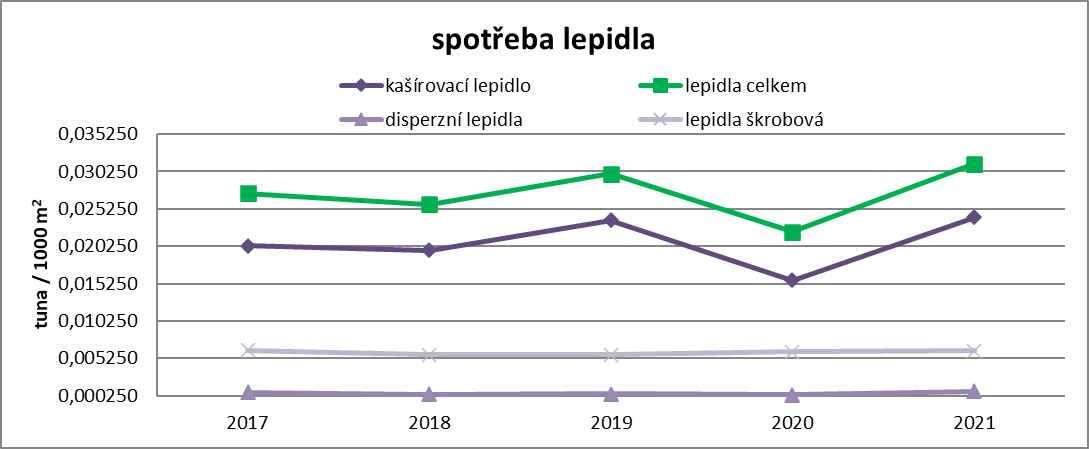 spotřeba lepidla
kašírovací lepidlo
lepidla celkem
disperzní lepidla
lepidla škrobová
tuna / 1000 m²
0,035250
0,030250
0,025250
0,020250
0,015250
0,010250
0,005250
0,000250
2017 2018 2019 2020 2021